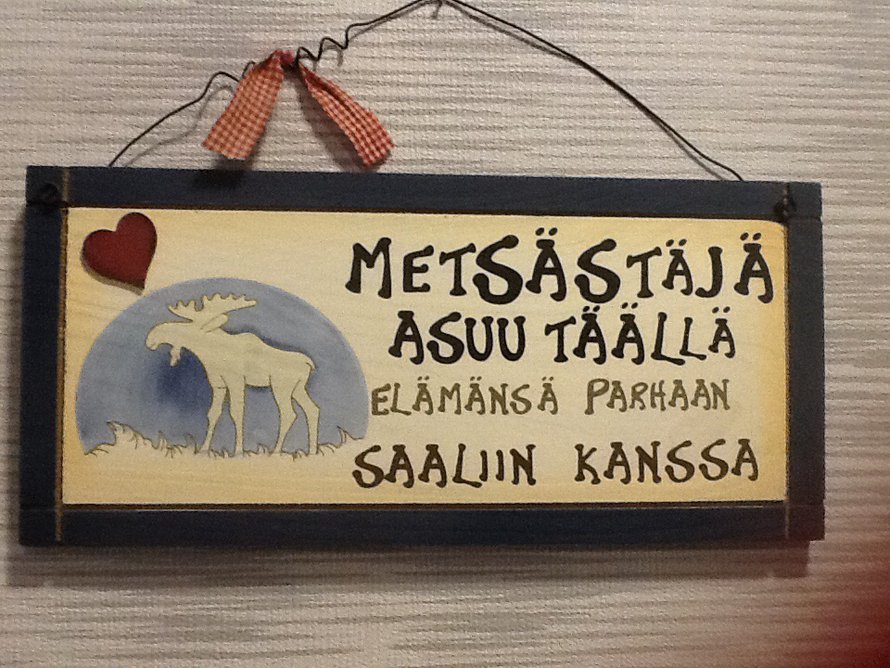 METSÄSTÄJÄ
ASUU TÄÄLLÄ
ELÄMÄNSÄ PARHAAN
SAALIIN KANSSA